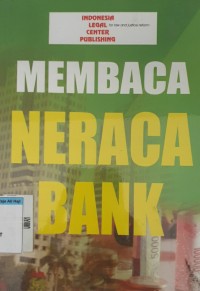 INDONESIA
LEGAL
CENTER
PUBLISHING
MEMBACA
NERACA
BANK